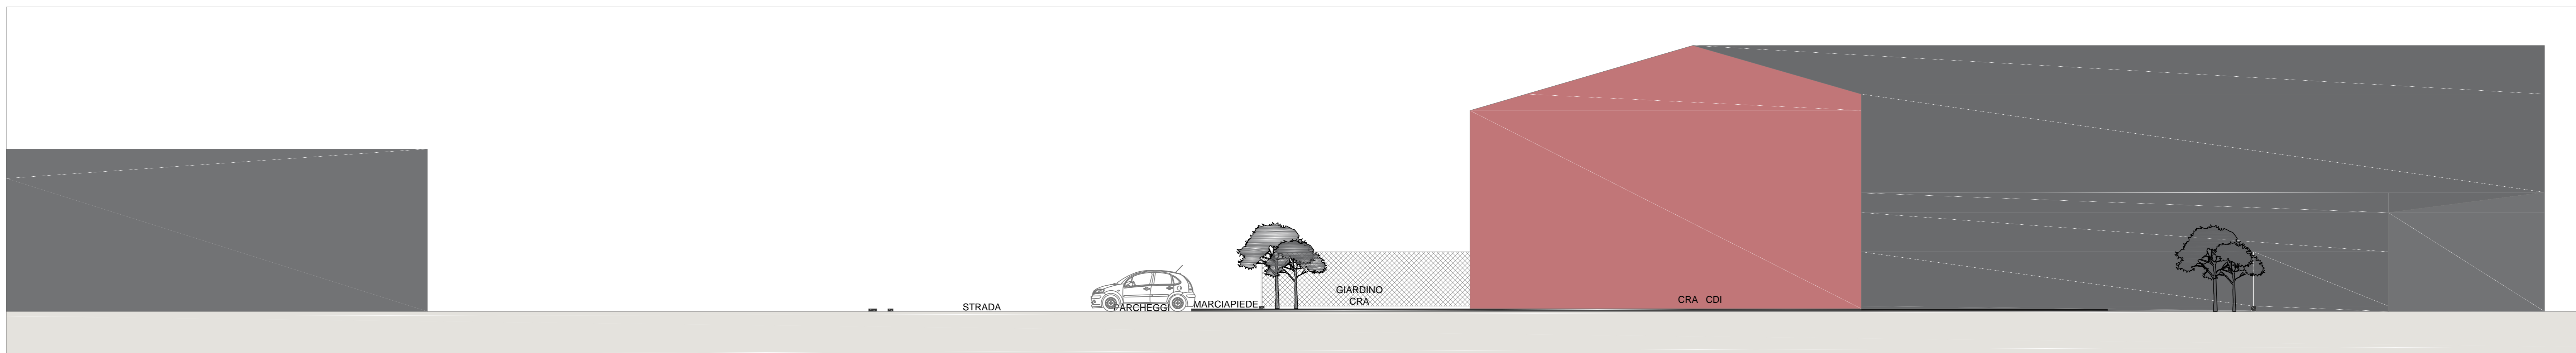 STRADA
PARCHEGGI
MARCIAPIEDE
GIARDINO
CRA
CRA CDI